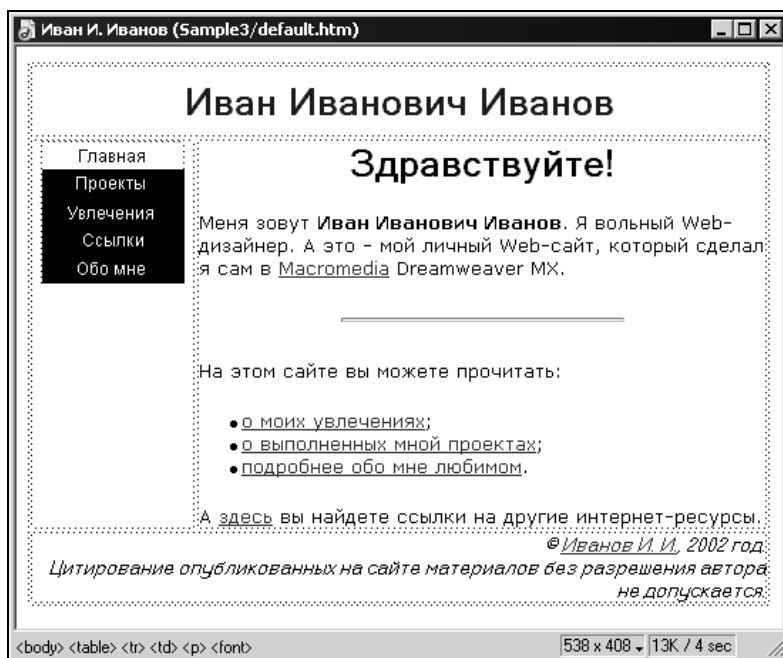 Иван И. Иванов (Sample3/default.htm)
Иван Иванович Иванов
Главная
Проекты
Увлечения
Ссылки
Обо мне
Здравствуйте!
Меня зовут Иван Иванович Иванов. Я вольный Web-
дизайнер. А это – мой личный Web-сайт, который сделал
я сам в Macromedia Dreamweaver MX.
На этом сайте вы можете прочитать:
• о моих увлечениях;
• о выполненных мной проектах;
• подробнее обо мне любимом.
А здесь вы найдете ссылки на другие интернет-ресурсы.
© Иванов И. И., 2002 год.
Цитирование опубликованных на сайте материалов без разрешения автора
не допускается.
<body> <table> <tr> <td> <p> <font>
538 x 408 13K / 4 sec